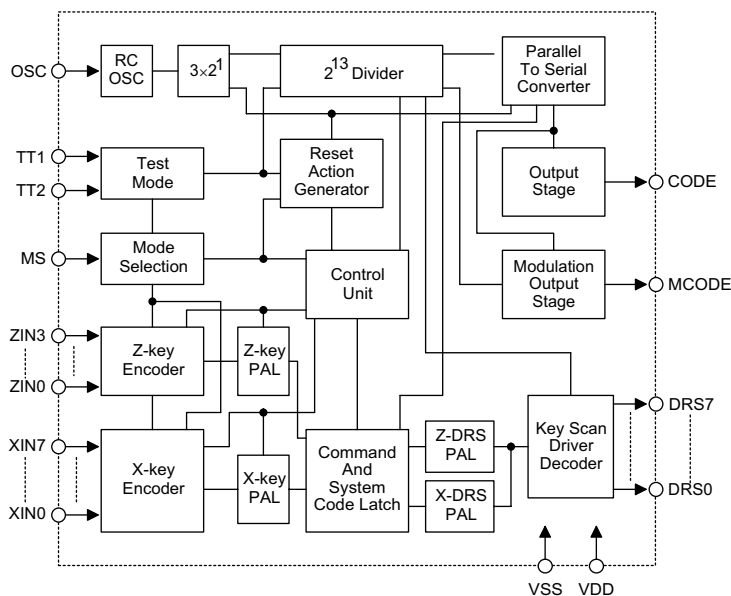 OSC
RC
OSC
3×2¹
2¹³ Divider
Parallel
To Serial
Converter
TT1
TT2
Test
Mode
Reset
Action
Generator
Output
Stage
CODE
MS
Mode
Selection
Control
Unit
Modulation
Output
Stage
MCODE
ZIN3
ZIN0
Z-key
Encoder
Z-key
PAL
XIN7
XIN0
X-key
Encoder
X-key
PAL
Command
And
System
Code Latch
Z-DRS
PAL
X-DRS
PAL
Key Scan
Driver
Decoder
DRS7
DRS0
VSS
VDD